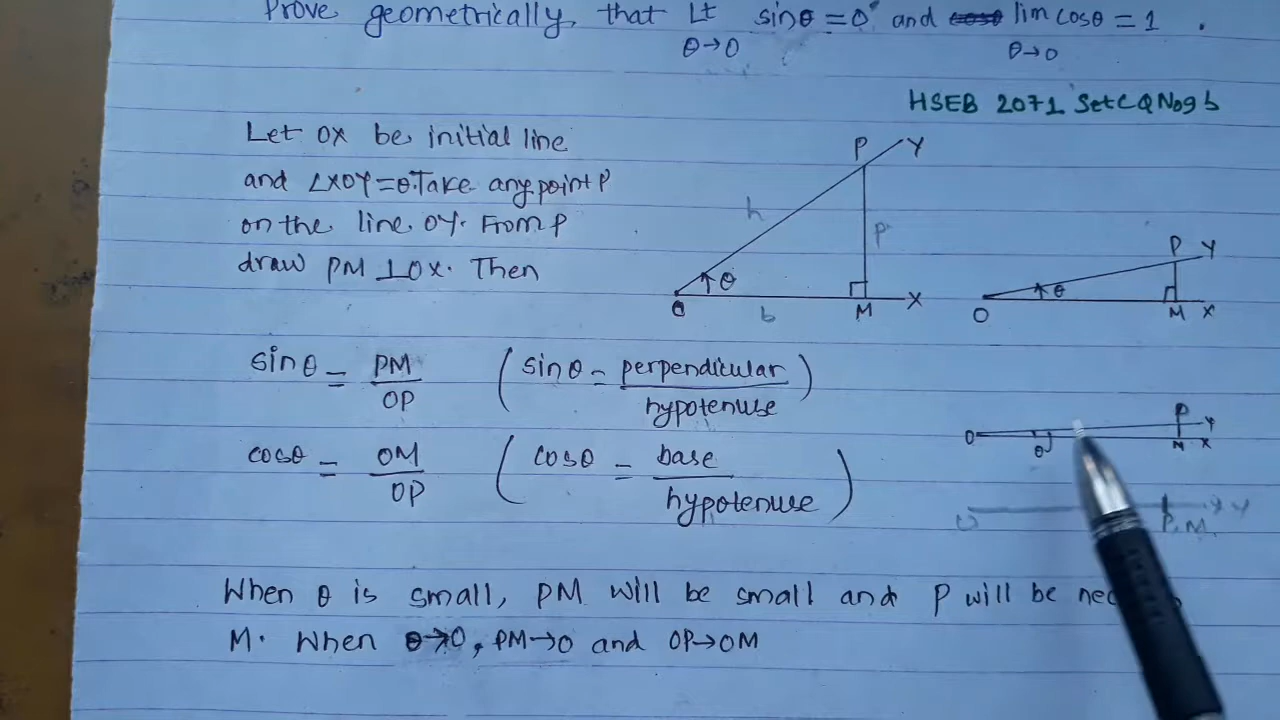 Prove geometrically, that Lt sinθ = 0 and lim cosθ = 1 .
θ→0 θ→0
HSEB 2071 Set C Q No 9 b
Let OX be initial line
and ∠XOY = θ. Take any point P
on the line OY. From P
draw PM ⊥ OX. Then
P Y
h
p
θ
O b M X
P Y
θ
O M X
sinθ = PM/OP (sinθ = perpendicular/hypotenuse)
cosθ = OM/OP (cosθ = base/hypotenuse)
P
O θ M X Y
O P, M X Y
When θ is small, PM will be small and P will be
M. When θ→0, PM→0 and OP→OM